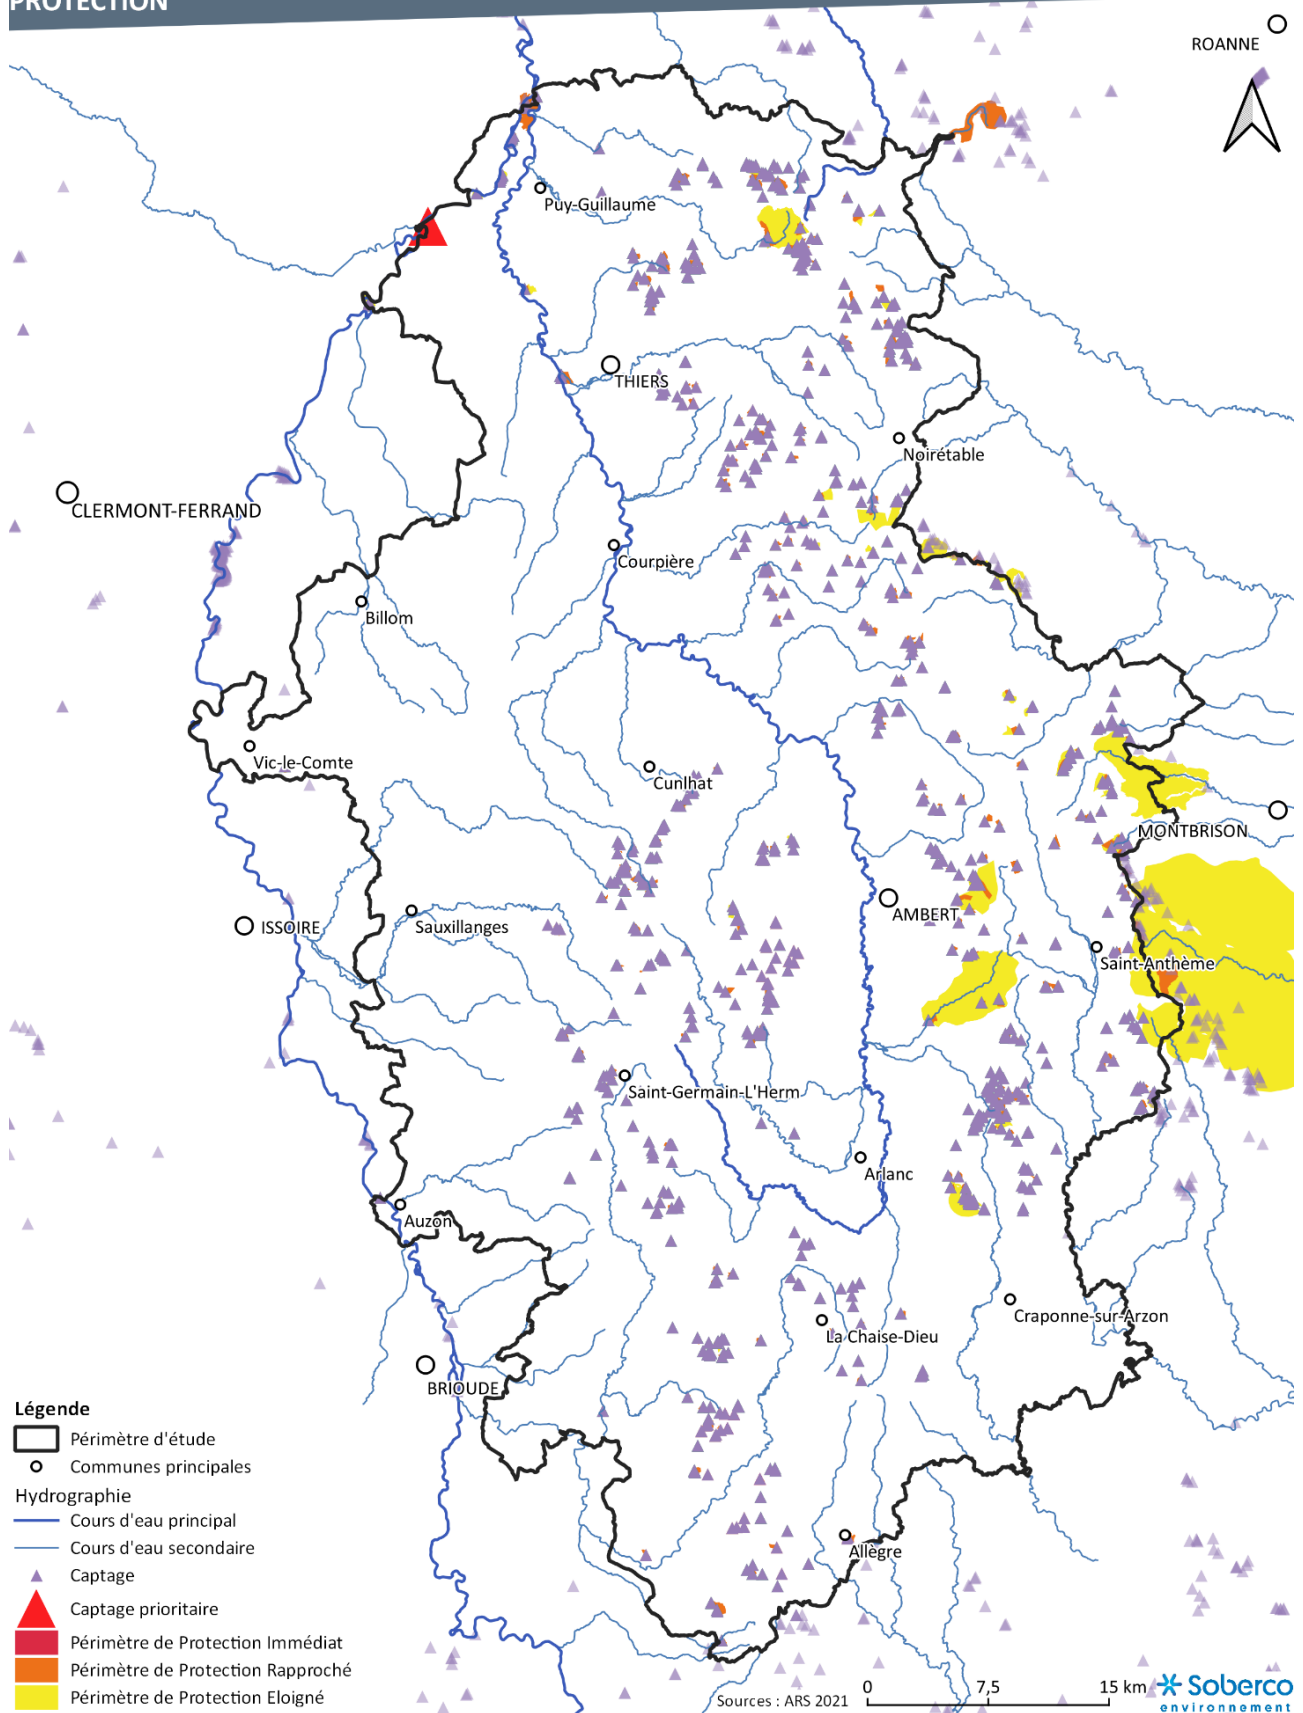 PROTECTION
ROANNE
Puy-Guillaume
THIERS
Noirétable
CLERMONT-FERRAND
Courpière
Billom
Vic-le-Comte
Cunlhat
MONTBRISON
AMBERT
ISSOIRE
Sauxillanges
Saint-Anthème
Saint-Germain-L'Herm
Arlanc
Auzon
Craponne-sur-Arzon
La Chaise-Dieu
BRIOUDE
Allègre
Légende
Périmètre d'étude
Communes principales
Hydrographie
Cours d'eau principal
Cours d'eau secondaire
Captage
Captage prioritaire
Périmètre de Protection Immédiat
Périmètre de Protection Rapproché
Périmètre de Protection Eloigné
Sources : ARS 2021
0 7,5 15 km
Soberco
environnement